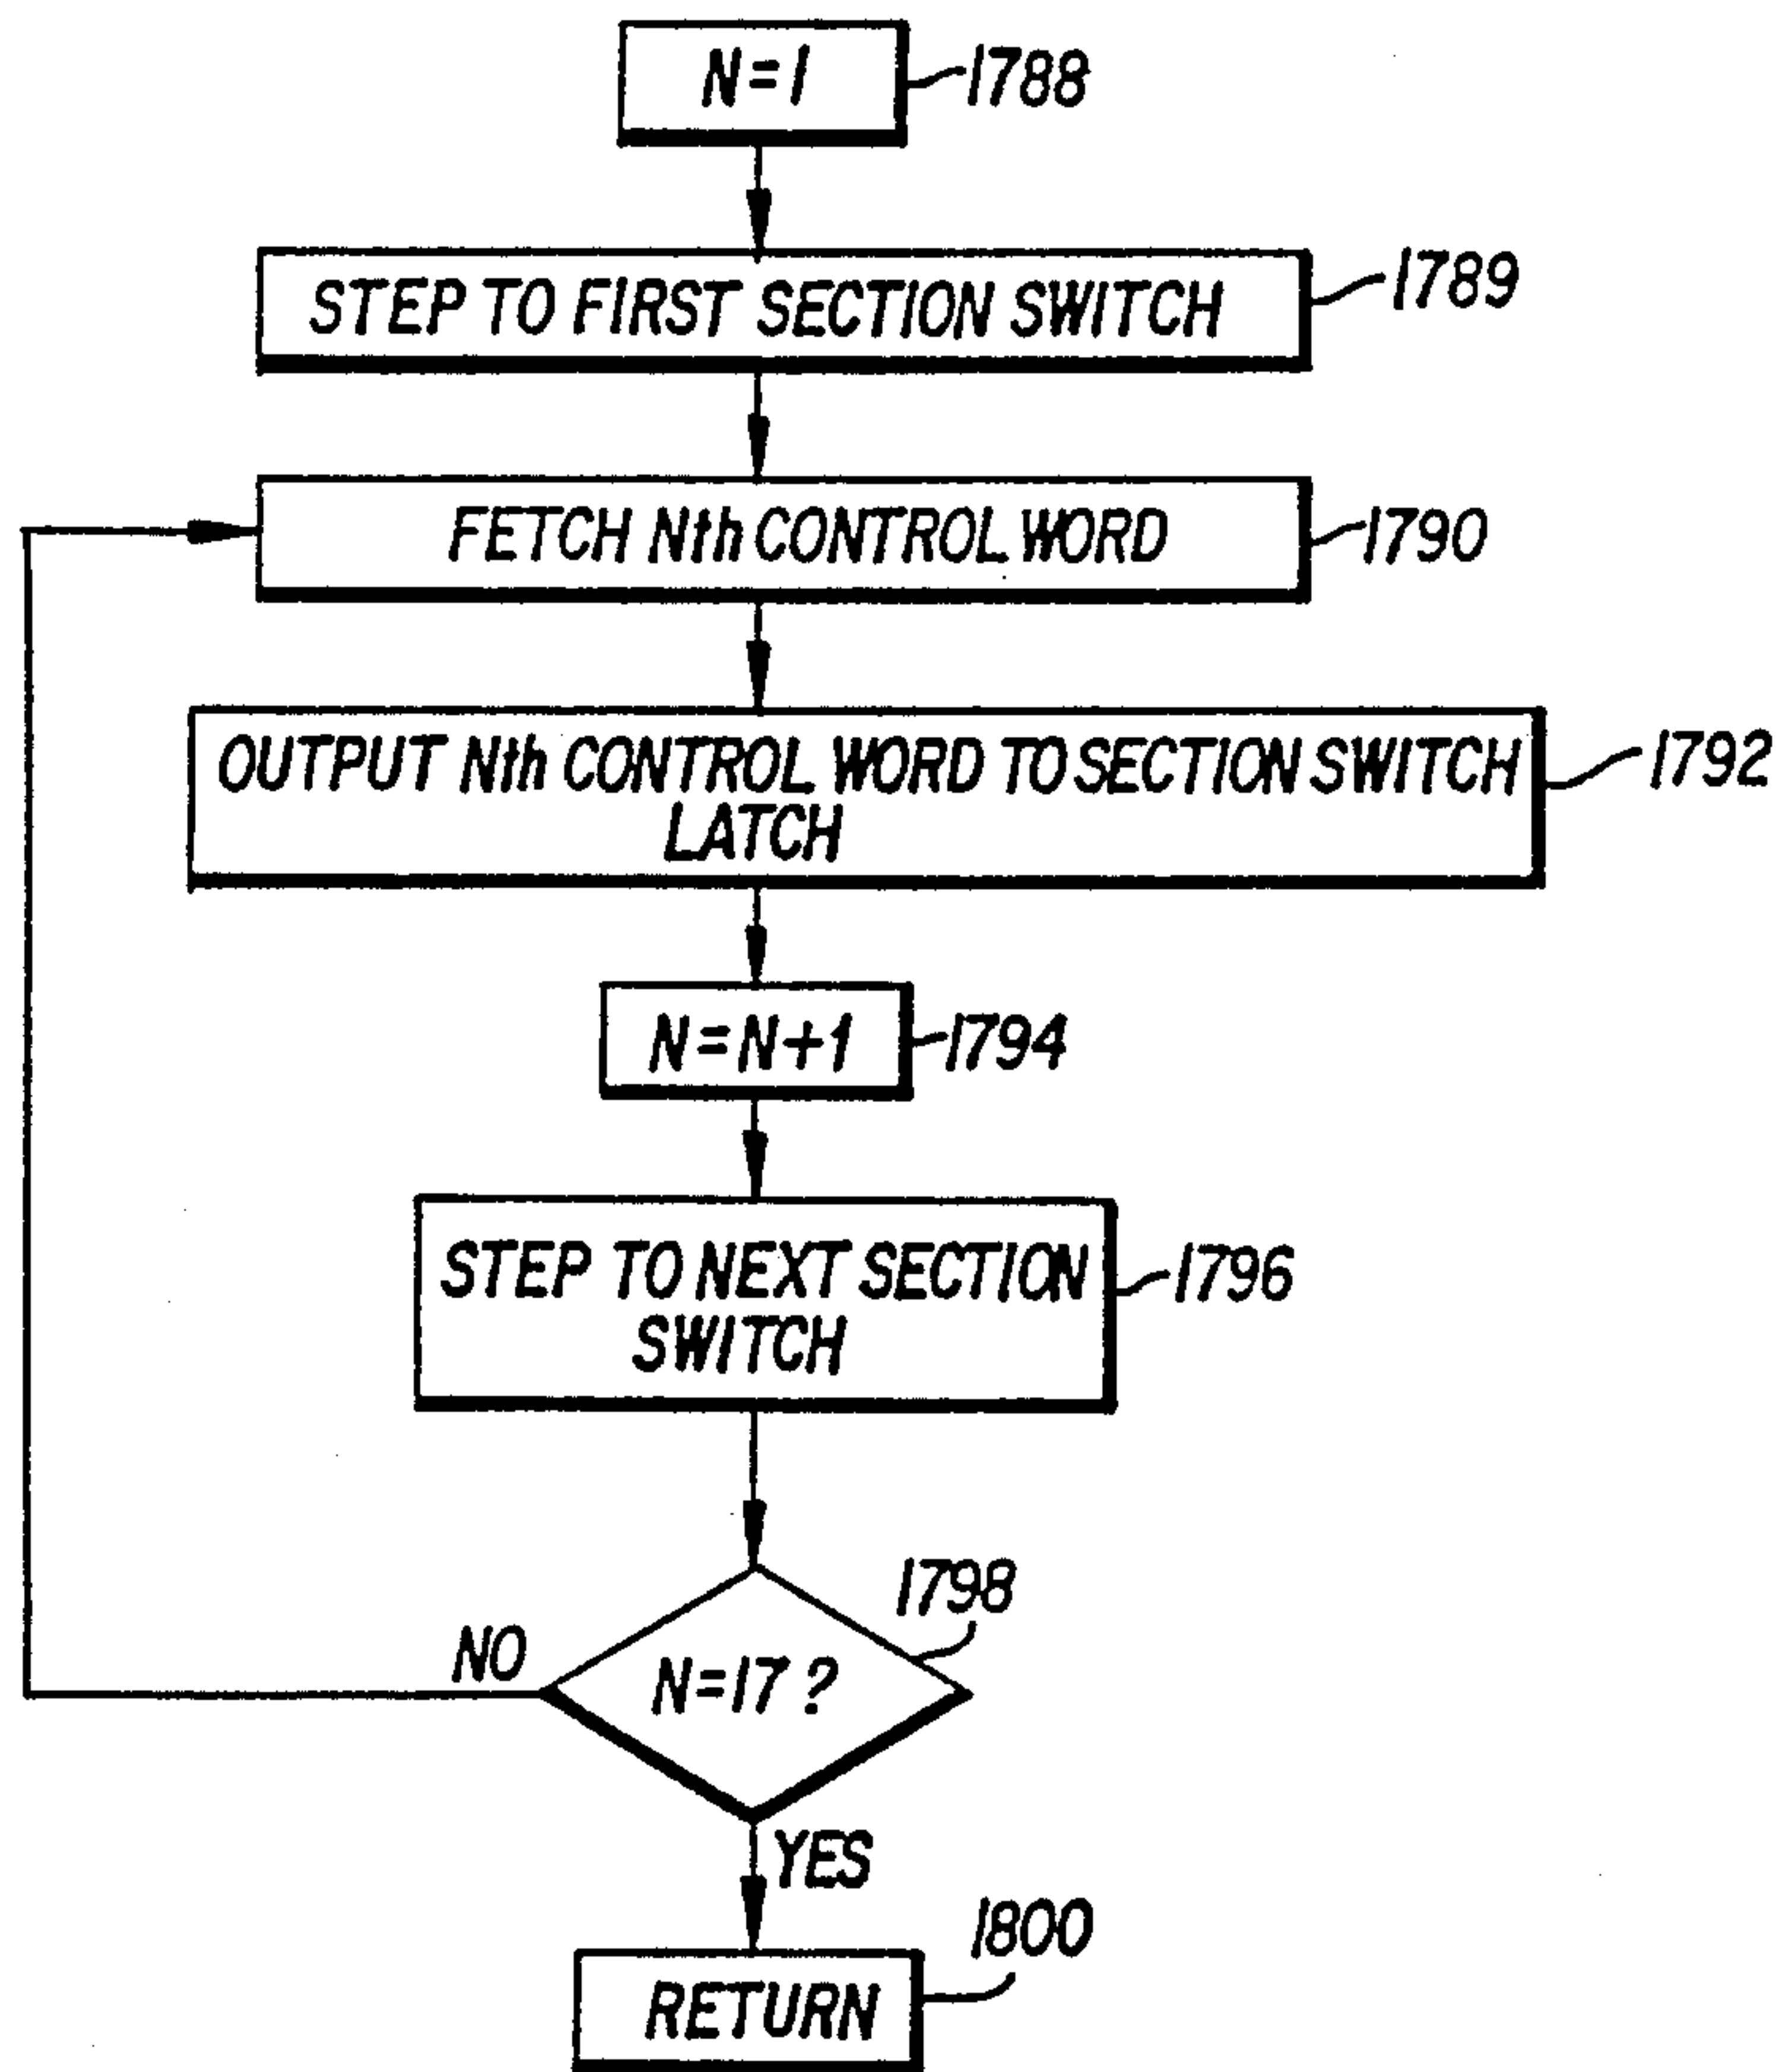 N=1
1788
STEP TO FIRST SECTION SWITCH
1789
FETCH Nth CONTROL WORD
1790
OUTPUT Nth CONTROL WORD TO SECTION SWITCH
LATCH
1792
N=N+1
1794
STEP TO NEXT SECTION
SWITCH
1796
1798
NO
N=17?
YES
1800
RETURN